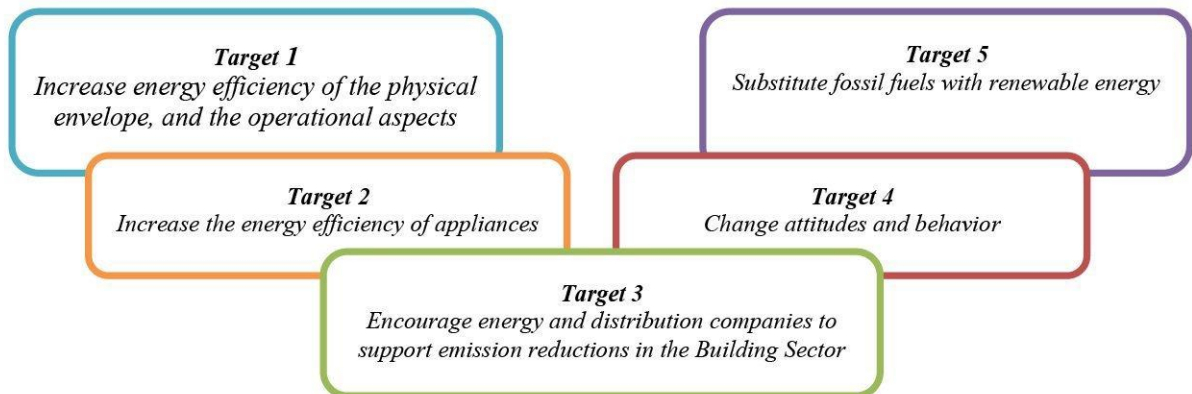 Target 1
Increase energy efficiency of the physical
envelope, and the operational aspects
Target 2
Increase the energy efficiency of appliances
Target 3
Encourage energy and distribution companies to
support emission reductions in the Building Sector
Target 4
Change attitudes and behavior
Target 5
Substitute fossil fuels with renewable energy